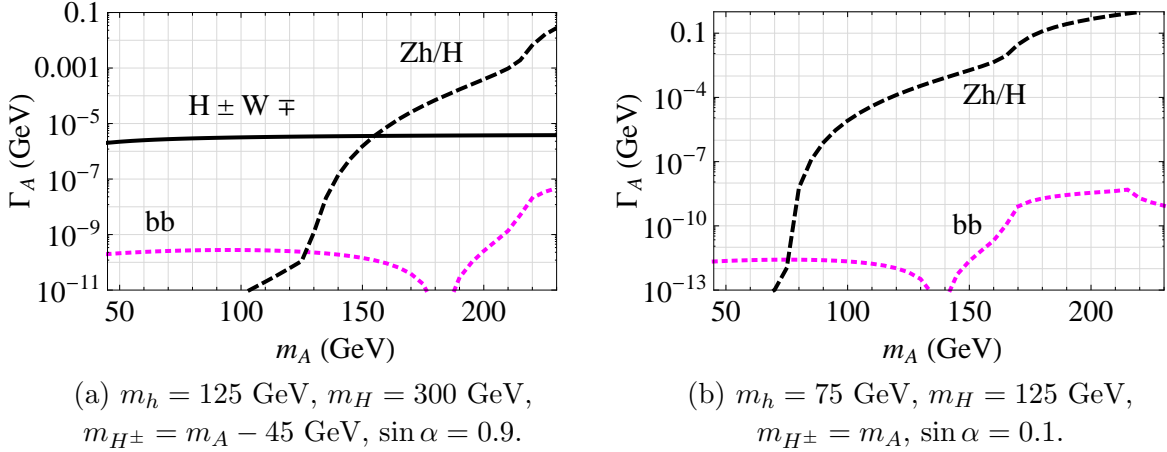 0.1
0.001
10⁻⁵
10⁻⁷
10⁻⁹
10⁻¹¹
Γ_A (GeV)
Zh/H
H ± W ∓
bb
50 100 150 200
m_A (GeV)
(a) m_h = 125 GeV, m_H = 300 GeV,
m_{H±} = m_A − 45 GeV, sin α = 0.9.
0.1
10⁻⁴
10⁻⁷
10⁻¹⁰
10⁻¹³
Γ_A (GeV)
Zh/H
bb
50 100 150 200
m_A (GeV)
(b) m_h = 75 GeV, m_H = 125 GeV,
m_{H±} = m_A, sin α = 0.1.